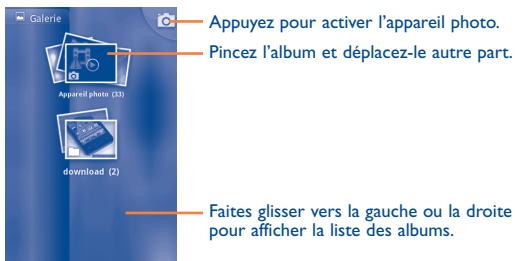 Galerie
Appuyez pour activer l'appareil photo.
Pincez l'album et déplacez-le autre part.
Appareil photo (33)
download (2)
Faites glisser vers la gauche ou la droite
pour afficher la liste des albums.